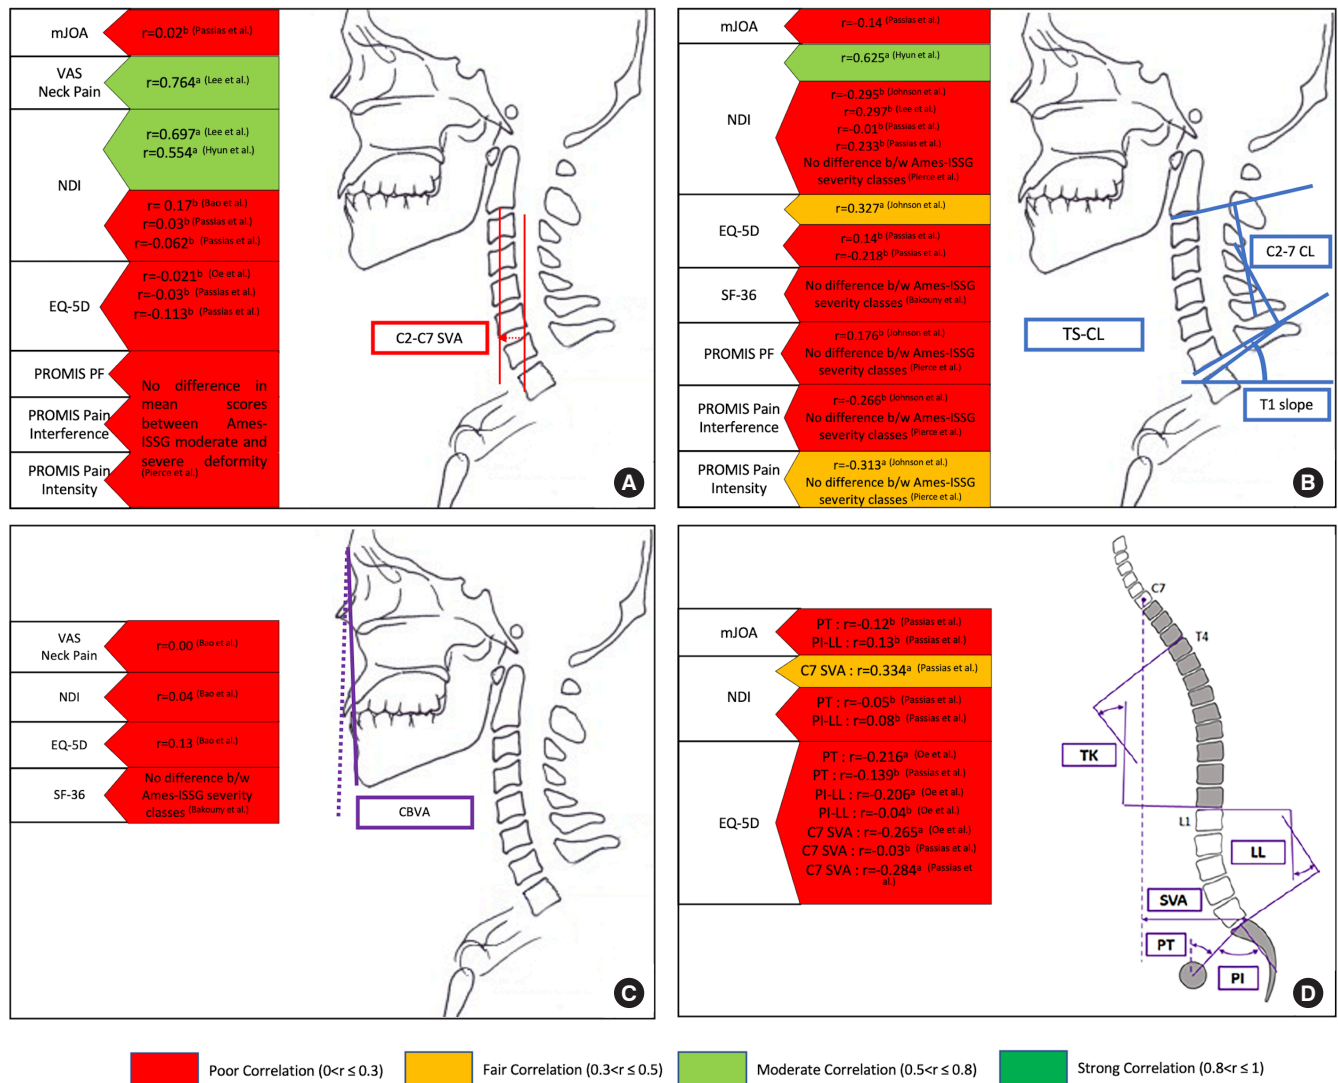 mJOA
r=0.02b (Passias et al.)
VAS
Neck Pain
r=0.764a (Lee et al.)
NDI
r=0.697a (Lee et al.)
r=0.554a (Hyun et al.)
r= 0.17b (Bao et al.)
r=0.03b (Passias et al.)
r=-0.062b (Passias et al.)
EQ-5D
r=-0.021b (Oe et al.)
r=-0.03b (Passias et al.)
r=-0.113b (Passias et al.)
PROMIS PF
PROMIS Pain
Interference
PROMIS Pain
Intensity
No difference in
mean scores
between Ames-
ISSG moderate and
severe deformity
(Pierce et al.)
C2-C7 SVA
A
mJOA
r=-0.14 (Passias et al.)
NDI
r=0.625a (Hyun et al.)
r=-0.295b (Johnson et al.)
r=0.297b (Lee et al.)
r=-0.01b (Passias et al.)
r=0.233b (Passias et al.)
No difference b/w Ames-ISSG
severity classes (Pierce et al.)
EQ-5D
r=0.327a (Johnson et al.)
r=0.14b (Passias et al.)
r=-0.218b (Passias et al.)
SF-36
No difference b/w Ames-ISSG
severity classes (Bakouny et al.)
PROMIS PF
r=0.176b (Johnson et al.)
No difference b/w Ames-ISSG
severity classes (Pierce et al.)
PROMIS Pain
Interference
r=-0.266b (Johnson et al.)
No difference b/w Ames-ISSG
severity classes (Pierce et al.)
PROMIS Pain
Intensity
r=-0.313a (Johnson et al.)
No difference b/w Ames-ISSG
severity classes (Pierce et al.)
C2-7 CL
TS-CL
T1 slope
B
VAS
Neck Pain
r=0.00 (Bao et al.)
NDI
r=0.04 (Bao et al.)
EQ-5D
r=0.13 (Bao et al.)
SF-36
No difference b/w
Ames-ISSG severity
classes (Bakouny et al.)
CBVA
C
mJOA
PT : r=-0.12b (Passias et al.)
PI-LL : r=0.13b (Passias et al.)
NDI
C7 SVA : r=0.334a (Passias et al.)
PT : r=-0.05b (Passias et al.)
PI-LL : r=0.08b (Passias et al.)
EQ-5D
PT : r=-0.216a (Oe et al.)
PT : r=-0.139b (Passias et al.)
PI-LL : r=-0.206a (Oe et al.)
PI-LL : r=-0.04b (Oe et al.)
C7 SVA : r=-0.265a (Oe et al.)
C7 SVA : r=-0.03b (Passias et al.)
C7 SVA : r=-0.284a (Passias et
al.)
C7
T4
TK
L1
LL
SVA
PT
PI
D
Poor Correlation (0<r ≤ 0.3)
Fair Correlation (0.3<r ≤ 0.5)
Moderate Correlation (0.5<r ≤ 0.8)
Strong Correlation (0.8<r ≤ 1)